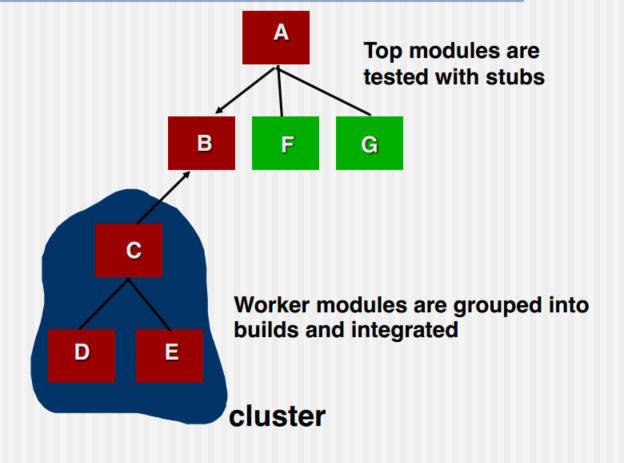 A
Top modules are
tested with stubs
B F G
C
Worker modules are grouped into
builds and integrated
D E
cluster